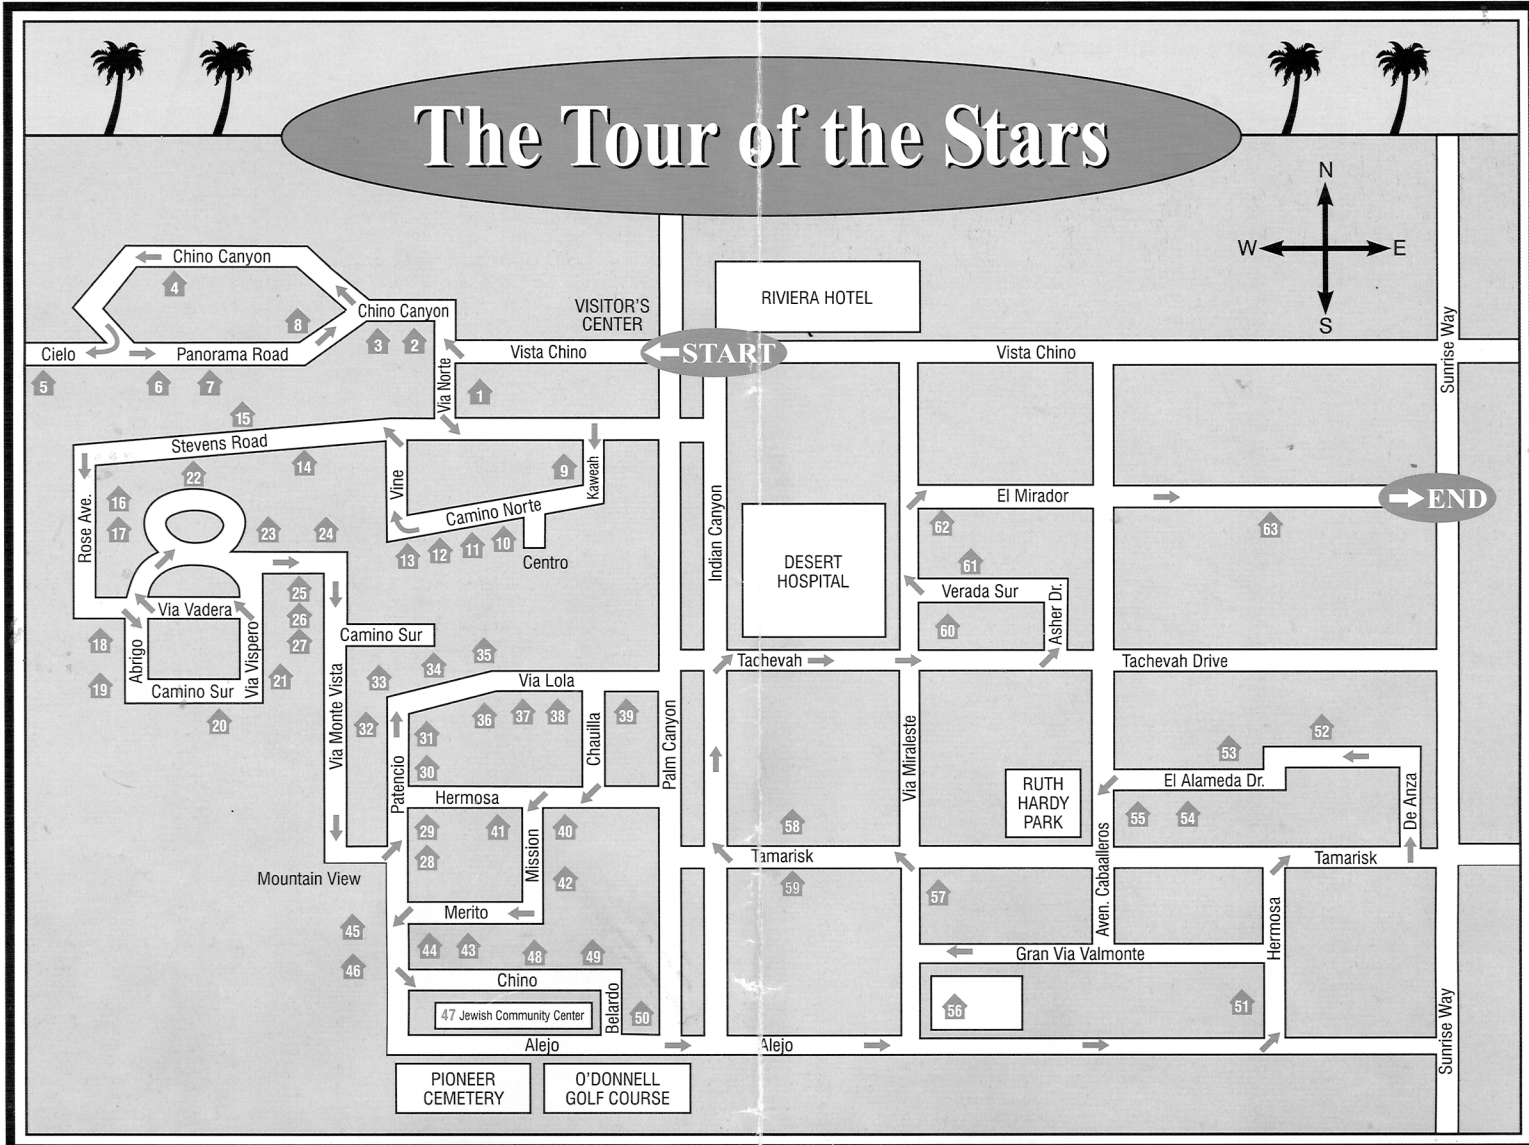 The Tour of the Stars
N
W E
S
Chino Canyon
4
8
Chino Canyon
3
2
VISITOR'S
CENTER
RIVIERA HOTEL
Sunrise Way
Cielo
Panorama Road
Vista Chino
START
Vista Chino
5
6
7
Via Norte
1
15
Stevens Road
14
22
Rose Ave.
16
17
23
24
Vine
9
Kaweah
Camino Norte
13
12
11
10
Centro
Indian Canyon
DESERT
HOSPITAL
El Mirador
END
62
63
61
Verada Sur
60
Asher Dr.
25
26
27
Via Vadera
Abrigo
Via Vispero
18
19
Camino Sur
20
21
Camino Sur
Via Monte Vista
33
34
35
32
Via Lola
Tachevah
Tachevah Drive
31
30
36
37
38
39
Chauilla
Palm Canyon
Patencio
Via Miraleste
52
53
El Alameda Dr.
55
54
De Anza
RUTH
HARDY
PARK
Hermosa
29
28
41
Mission
40
42
58
Tamarisk
59
Tamarisk
Mountain View
57
Aven. Cabaalleros
Hermosa
Merito
45
46
44
43
48
49
Gran Via Valmonte
Chino
47 Jewish Community Center
Belardo
50
56
51
Sunrise Way
Alejo
Alejo
PIONEER
CEMETERY
O'DONNELL
GOLF COURSE